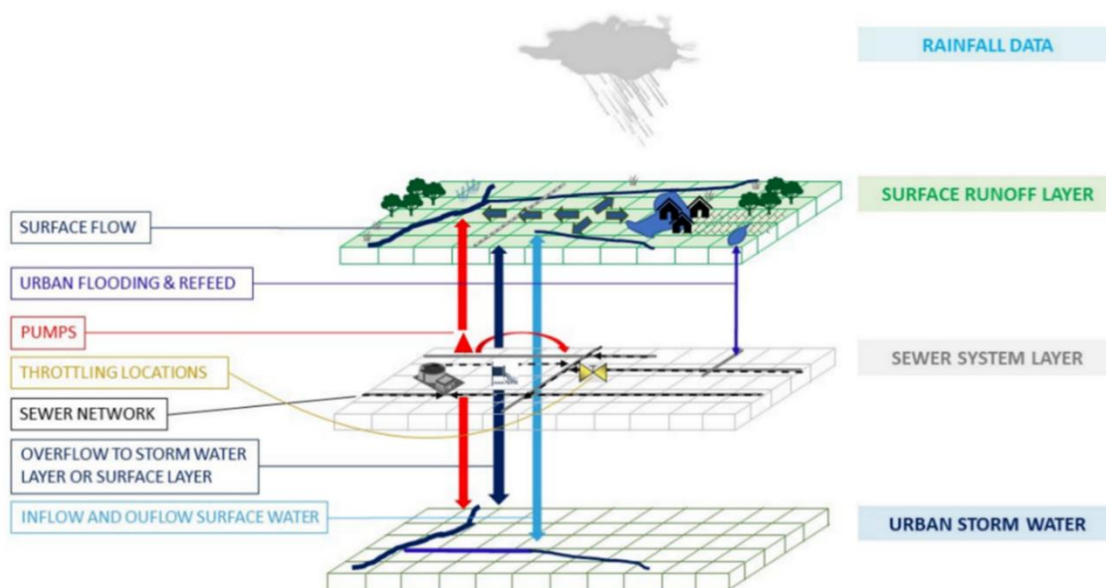 RAINFALL DATA
SURFACE RUNOFF LAYER
SURFACE FLOW
URBAN FLOODING & REFEED
PUMPS
SEWER SYSTEM LAYER
THROTTLING LOCATIONS
SEWER NETWORK
OVERFLOW TO STORM WATER
LAYER OR SURFACE LAYER
INFLOW AND OUFLOW SURFACE WATER
URBAN STORM WATER